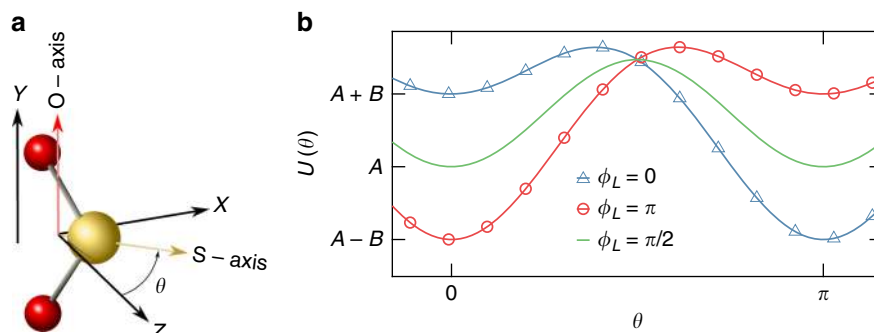 a
O – axis
Y
X
S – axis
θ
Z
b
U(θ)
A + B
A
A – B
ϕL = 0
ϕL = π
ϕL = π/2
0
π
θ